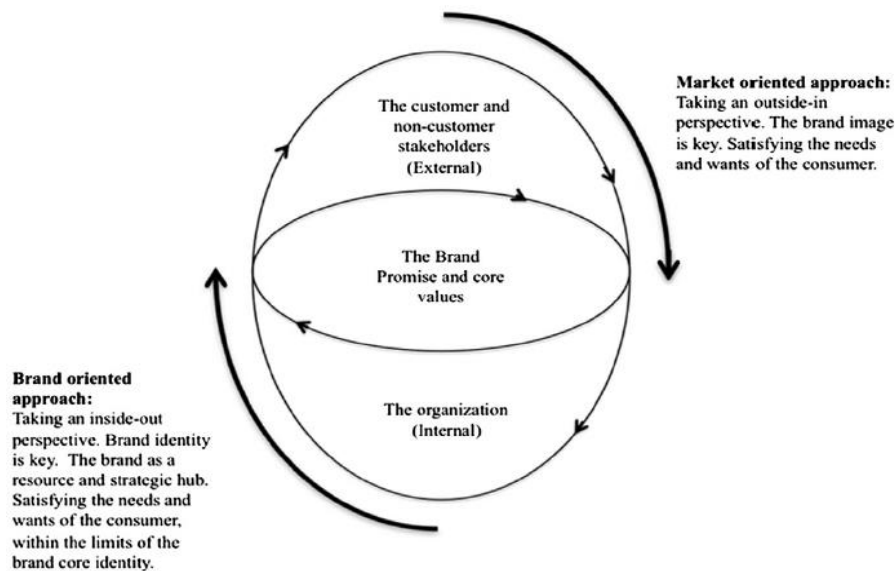 The customer and
non-customer
stakeholders
(External)
Market oriented approach:
Taking an outside-in
perspective. The brand image
is key. Satisfying the needs
and wants of the consumer.
The Brand
Promise and core
values
Brand oriented
approach:
Taking an inside-out
perspective. Brand identity
is key. The brand as a
resource and strategic hub.
Satisfying the needs and
wants of the consumer,
within the limits of the
brand core identity.
The organization
(Internal)